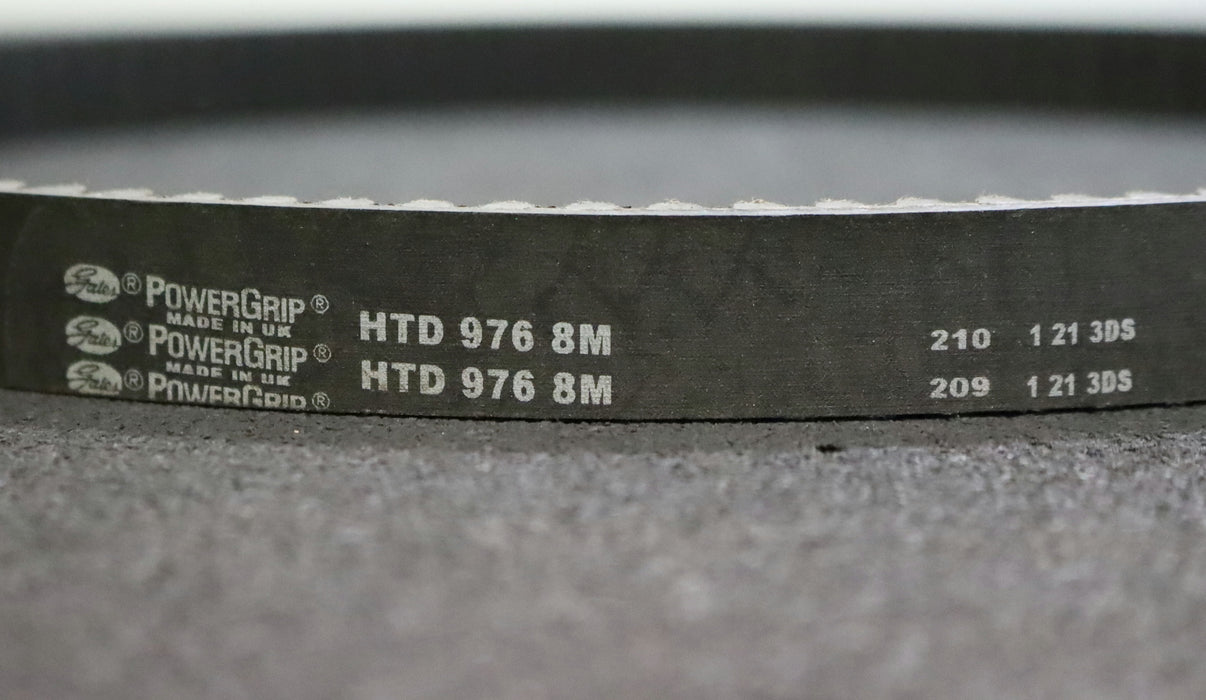 Gates® POWERGRIP®
MADE IN UK
HTD 976 8M 210 1 21 3DS
Gates® POWERGRIP®
MADE IN UK
HTD 976 8M 209 1 21 3DS
Gates® POWERGRIP®